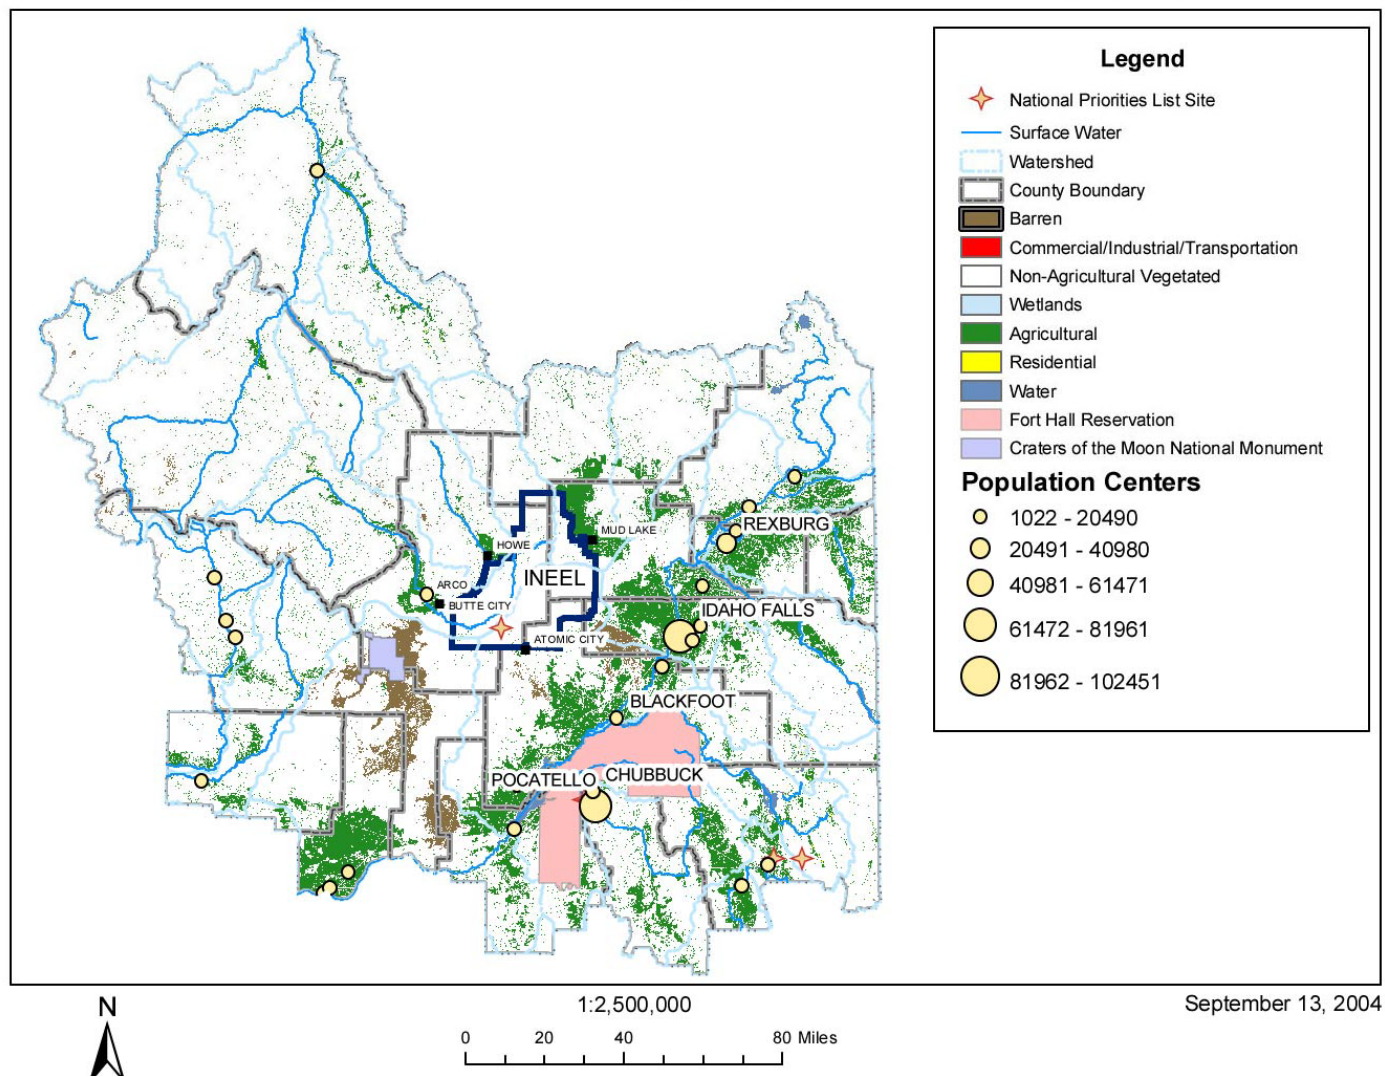 Legend
National Priorities List Site
Surface Water
Watershed
County Boundary
Barren
Commercial/Industrial/Transportation
Non-Agricultural Vegetated
Wetlands
Agricultural
Residential
Water
Fort Hall Reservation
Craters of the Moon National Monument
Population Centers
1022 - 20490
20491 - 40980
40981 - 61471
61472 - 81961
81962 - 102451
REXBURG
MUD LAKE
HOWE
INEEL
ARCO
BUTTE CITY
IDAHO FALLS
ATOMIC CITY
BLACKFOOT
POCATELLO
CHUBBUCK
N
1:2,500,000
September 13, 2004
0 20 40 80 Miles